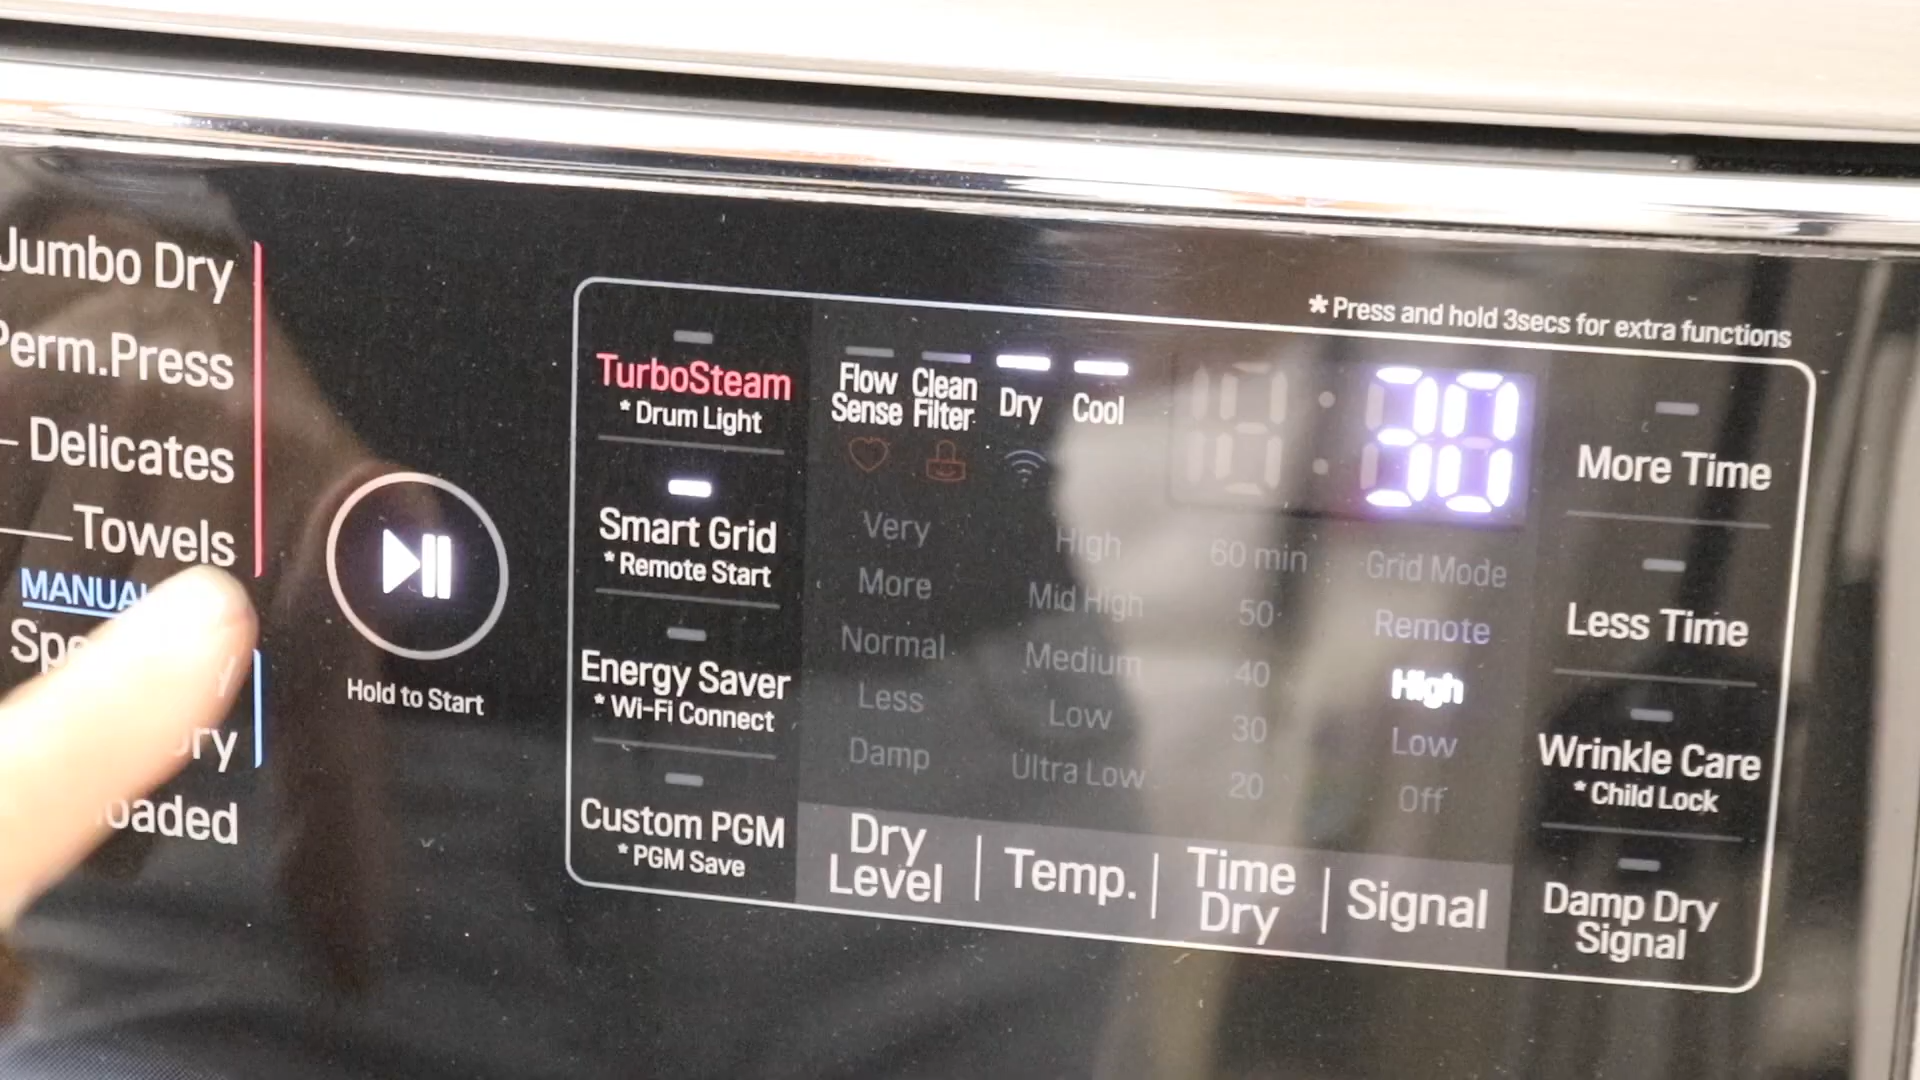 Jumbo Dry
Perm.Press
Delicates
Towels
MANUAL
Hold to Start
* Press and hold 3secs for extra functions
TurboSteam
* Drum Light
Smart Grid
* Remote Start
Energy Saver
* Wi-Fi Connect
Custom PGM
* PGM Save
Flow Sense
Clean Filter
Dry
Cool
30
Very
More
Normal
Less
Damp
High
Mid High
Medium
Low
Ultra Low
60 min
50
40
30
20
Grid Mode
Remote
High
Low
Off
Dry Level
Temp.
Time Dry
Signal
More Time
Less Time
Wrinkle Care
* Child Lock
Damp Dry
Signal